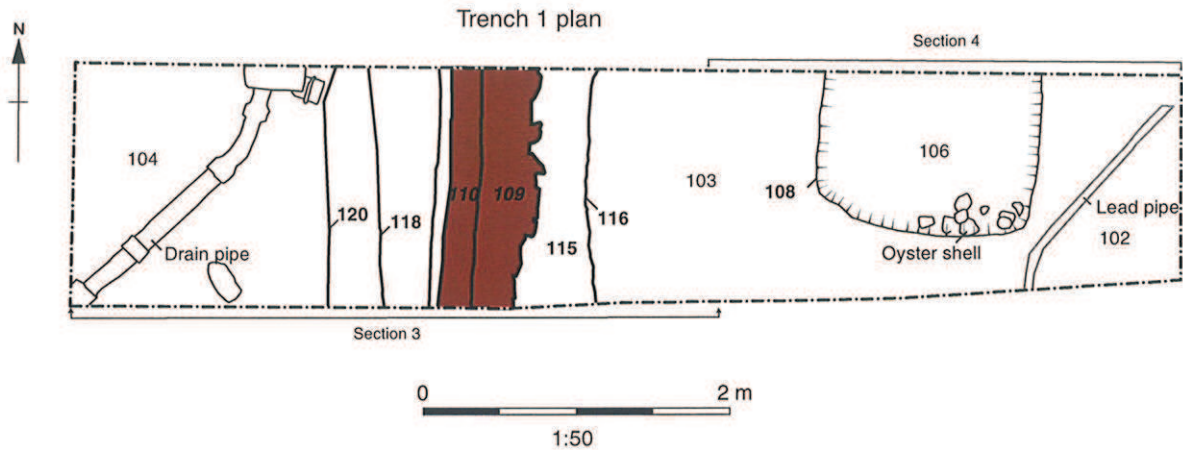 Trench 1 plan
N
Section 4
104
106
110
109
103
108
120
118
116
Lead pipe
115
102
Drain pipe
Oyster shell
Section 3
0
2 m
1:50